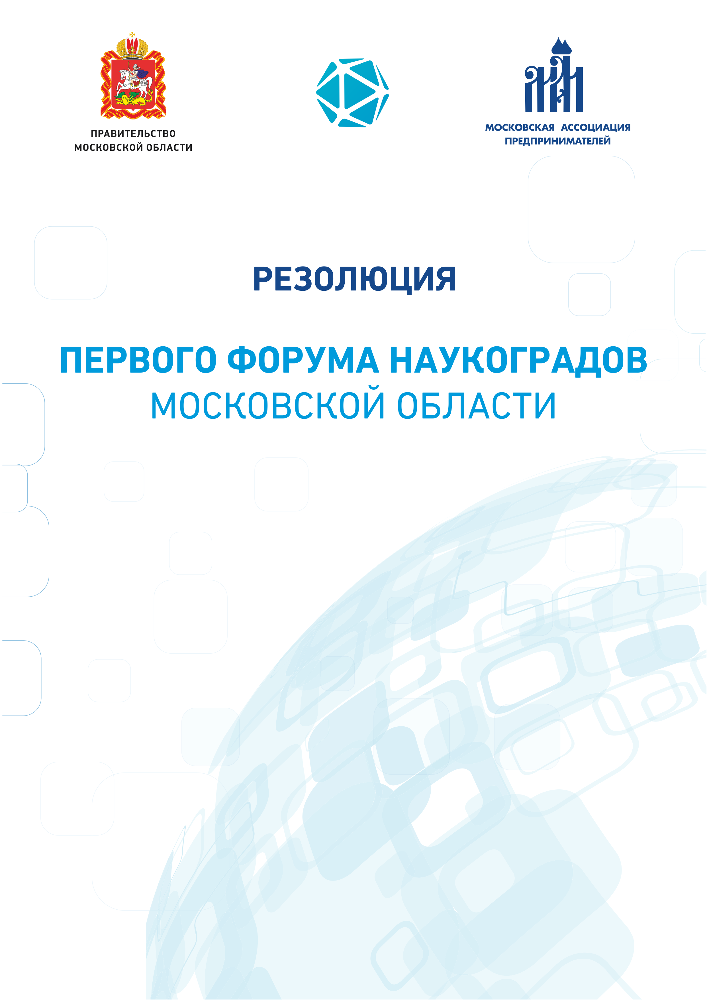 ПРАВИТЕЛЬСТВО
МОСКОВСКОЙ ОБЛАСТИ
МОСКОВСКАЯ АССОЦИАЦИЯ
ПРЕДПРИНИМАТЕЛЕЙ
РЕЗОЛЮЦИЯ
ПЕРВОГО ФОРУМА НАУКОГРАДОВ
МОСКОВСКОЙ ОБЛАСТИ